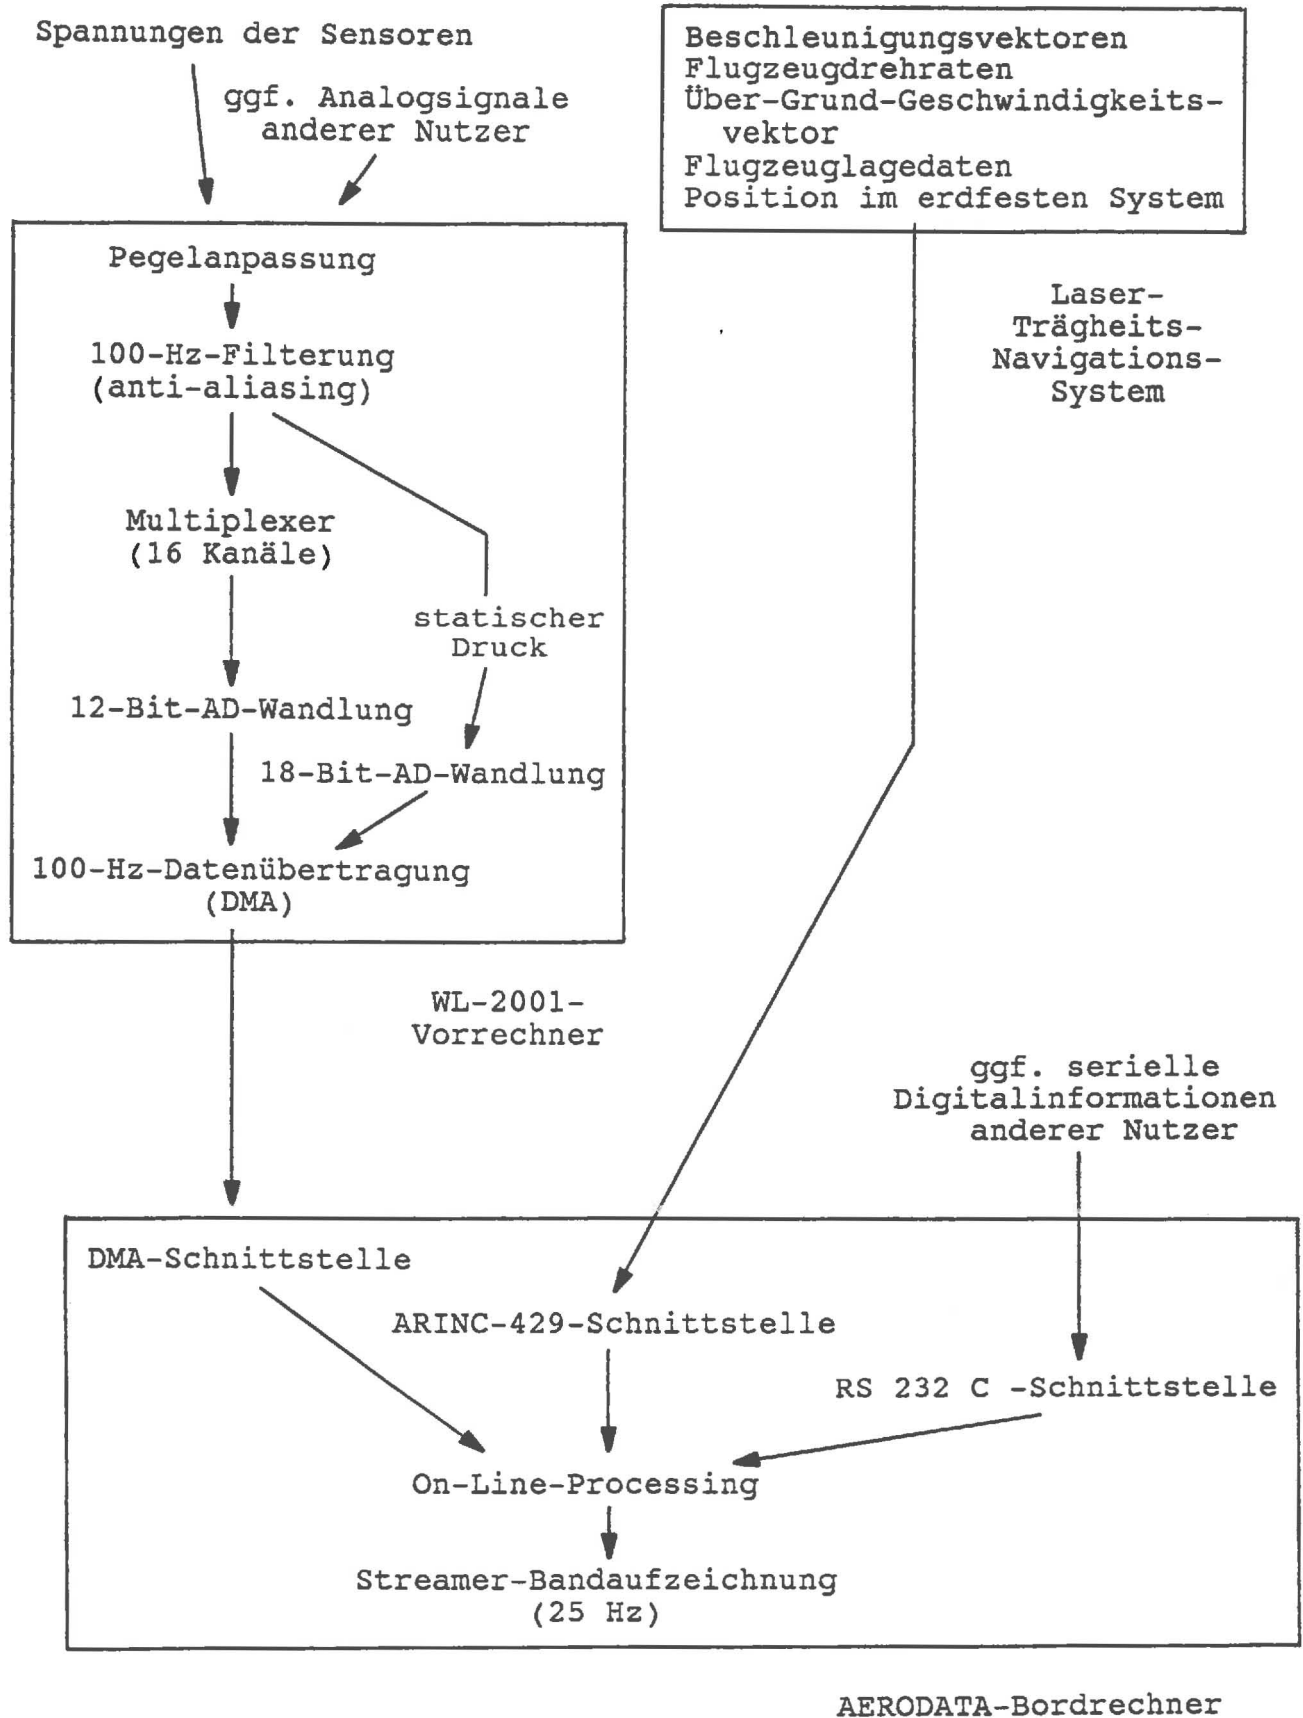 Spannungen der Sensoren
ggf. Analogsignale
anderer Nutzer
Beschleunigungsvektoren
Flugzeugdrehraten
Über-Grund-Geschwindigkeits-
vektor
Flugzeuglagedaten
Position im erdfesten System
Pegelanpassung
100-Hz-Filterung
(anti-aliasing)
Laser-
Trägheits-
Navigations-
System
Multiplexer
(16 Kanäle)
statischer
Druck
12-Bit-AD-Wandlung
18-Bit-AD-Wandlung
100-Hz-Datenübertragung
(DMA)
WL-2001-
Vorrechner
ggf. serielle
Digitalinformationen
anderer Nutzer
DMA-Schnittstelle
ARINC-429-Schnittstelle
RS 232 C -Schnittstelle
On-Line-Processing
Streamer-Bandaufzeichnung
(25 Hz)
AERODATA-Bordrechner